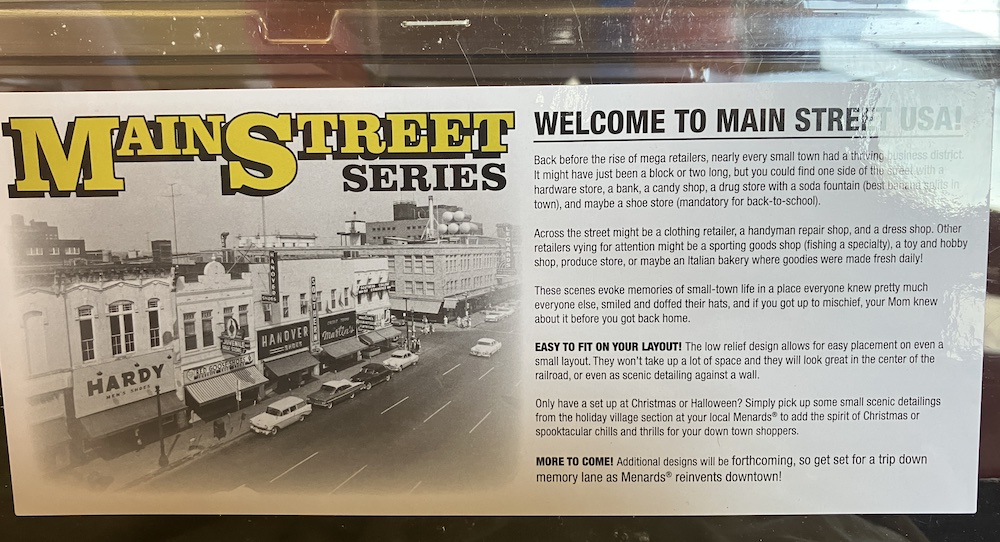 MAIN STREET
SERIES
HARDY
MEN'S SHOES
JUVENILE
HANOVER
SHOES
HANOVER
Martin's
WELCOME TO MAIN STREET USA!
Back before the rise of mega retailers, nearly every small town had a thriving business district.
It might have just been a block or two long, but you could find one side of the street with a
hardware store, a bank, a candy shop, a drug store with a soda fountain (best banana splits in
town), and maybe a shoe store (mandatory for back-to-school).
Across the street might be a clothing retailer, a handyman repair shop, and a dress shop. Other
retailers vying for attention might be a sporting goods shop (fishing a specialty), a toy and hobby
shop, produce store, or maybe an Italian bakery where goodies were made fresh daily!
These scenes evoke memories of small-town life in a place everyone knew pretty much
everyone else, smiled and doffed their hats, and if you got up to mischief, your Mom knew
about it before you got back home.
EASY TO FIT ON YOUR LAYOUT! The low relief design allows for easy placement on even a
small layout. They won't take up a lot of space and they will look great in the center of the
railroad, or even as scenic detailing against a wall.
Only have a set up at Christmas or Halloween? Simply pick up some small scenic detailings
from the holiday village section at your local Menards® to add the spirit of Christmas or
spooktacular chills and thrills for your down town shoppers.
MORE TO COME! Additional designs will be forthcoming, so get set for a trip down
memory lane as Menards® reinvents downtown!